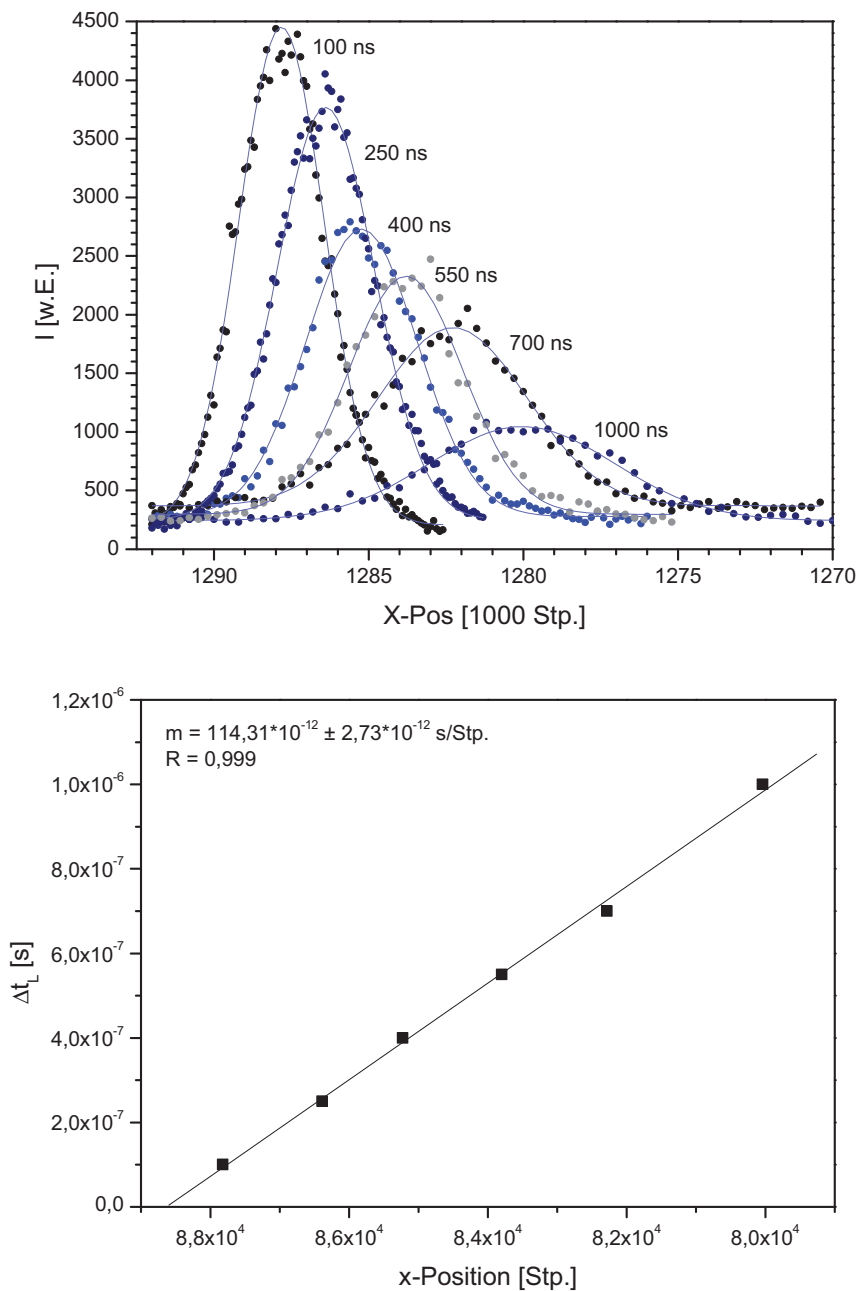 4500
4000
3500
3000
2500
2000
1500
1000
500
0
I [w.E.]
100 ns
250 ns
400 ns
550 ns
700 ns
1000 ns
1290 1285 1280 1275 1270
X-Pos [1000 Stp.]
1,2x10⁻⁶
1,0x10⁻⁶
8,0x10⁻⁷
6,0x10⁻⁷
4,0x10⁻⁷
2,0x10⁻⁷
0,0
Δt_L [s]
m = 114,31*10⁻¹² ± 2,73*10⁻¹² s/Stp.
R = 0,999
8,8x10⁴ 8,6x10⁴ 8,4x10⁴ 8,2x10⁴ 8,0x10⁴
x-Position [Stp.]